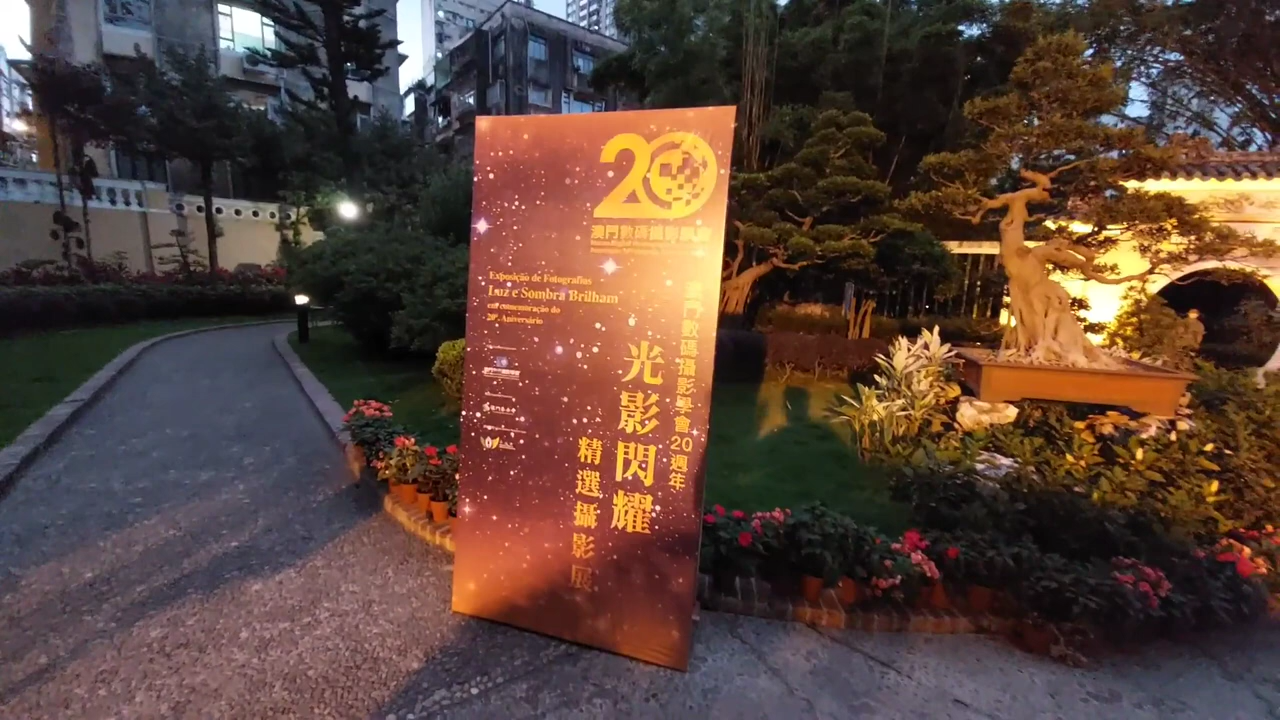 20
澳門數碼攝影學會
Exposição de Fotografias
Luz e Sombra Brilham
em comemoração do
20º. Aniversário
澳門數碼攝影學會20週年
光影閃耀
精選攝影展